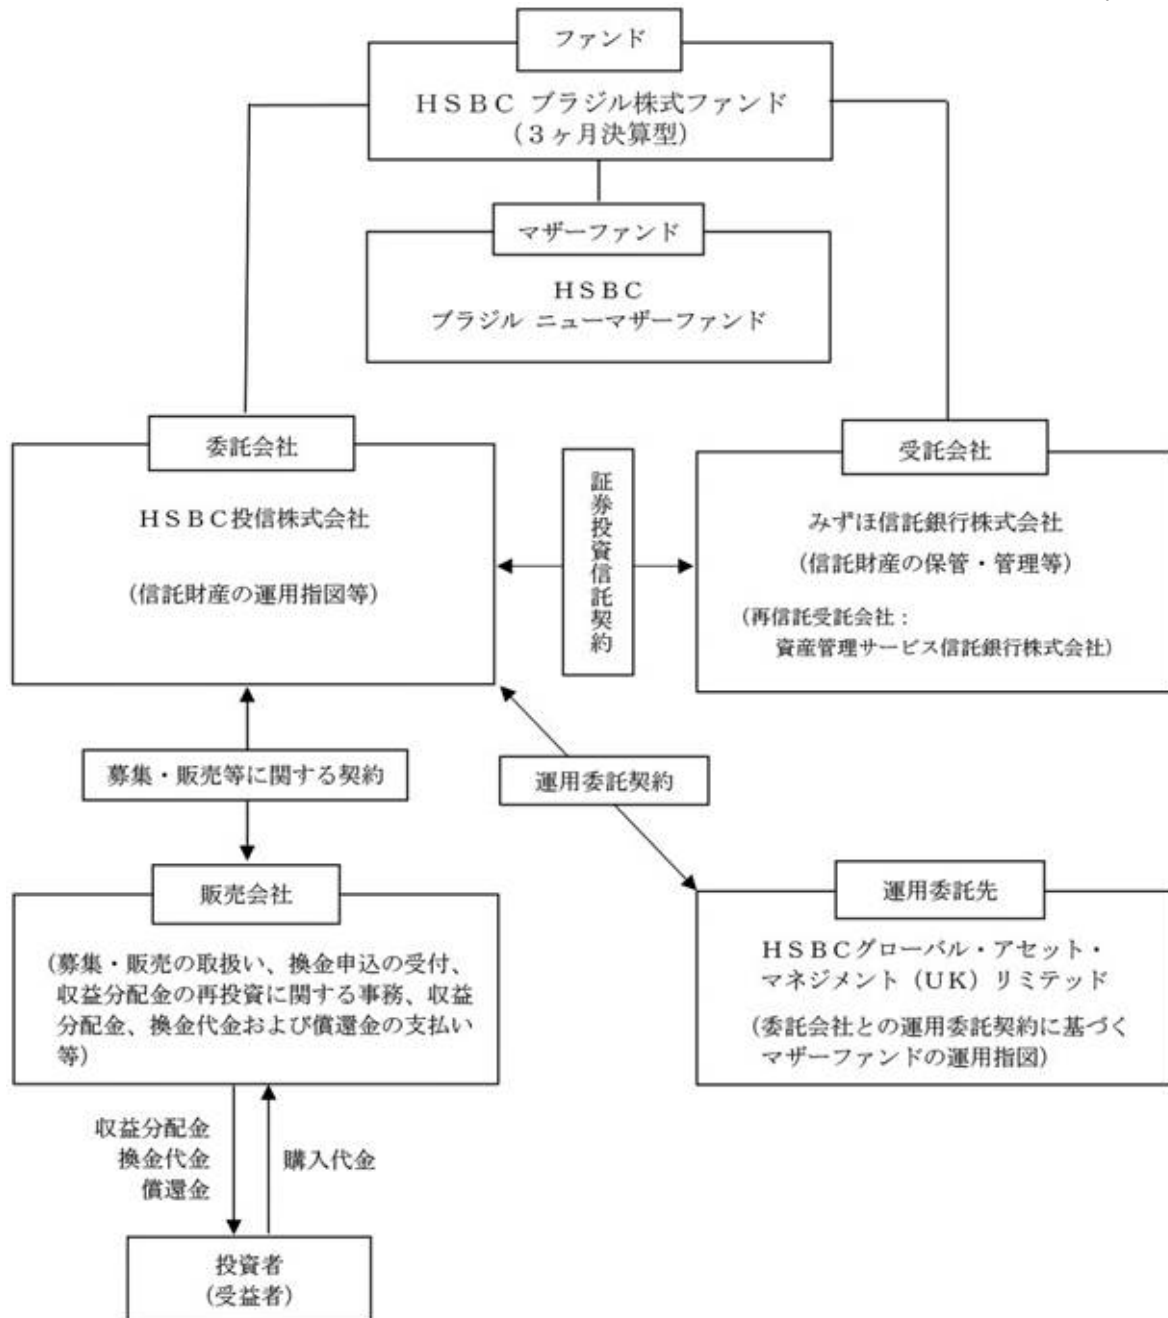 ファンド
HSBC ブラジル株式ファンド
(3ヶ月決算型)
マザーファンド
HSBC
ブラジル ニューマザーファンド
委託会社
HSBC投信株式会社
(信託財産の運用指図等)
証券投資信託契約
受託会社
みずほ信託銀行株式会社
(信託財産の保管・管理等)
(再信託受託会社:
資産管理サービス信託銀行株式会社)
募集・販売等に関する契約
運用委託契約
販売会社
(募集・販売の取扱い、換金申込の受付、
収益分配金の再投資に関する事務、収益
分配金、換金代金および償還金の支払い
等)
運用委託先
HSBCグローバル・アセット・
マネジメント(UK)リミテッド
(委託会社との運用委託契約に基づく
マザーファンドの運用指図)
収益分配金
換金代金
償還金
購入代金
投資者
(受益者)